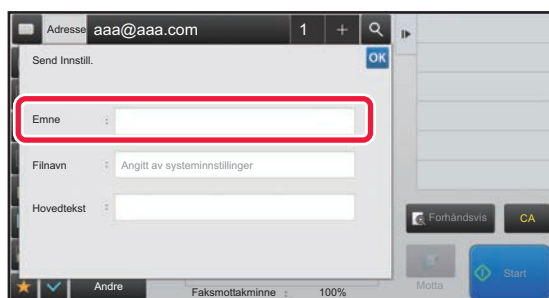 Adresse aaa@aaa.com 1 +
Send Innstill. OK
Emne :
Filnavn : Angitt av systeminnstillinger
Hovedtekst :
Forhåndsvis CA
Andre Motta Start
Faksmottakminne : 100%